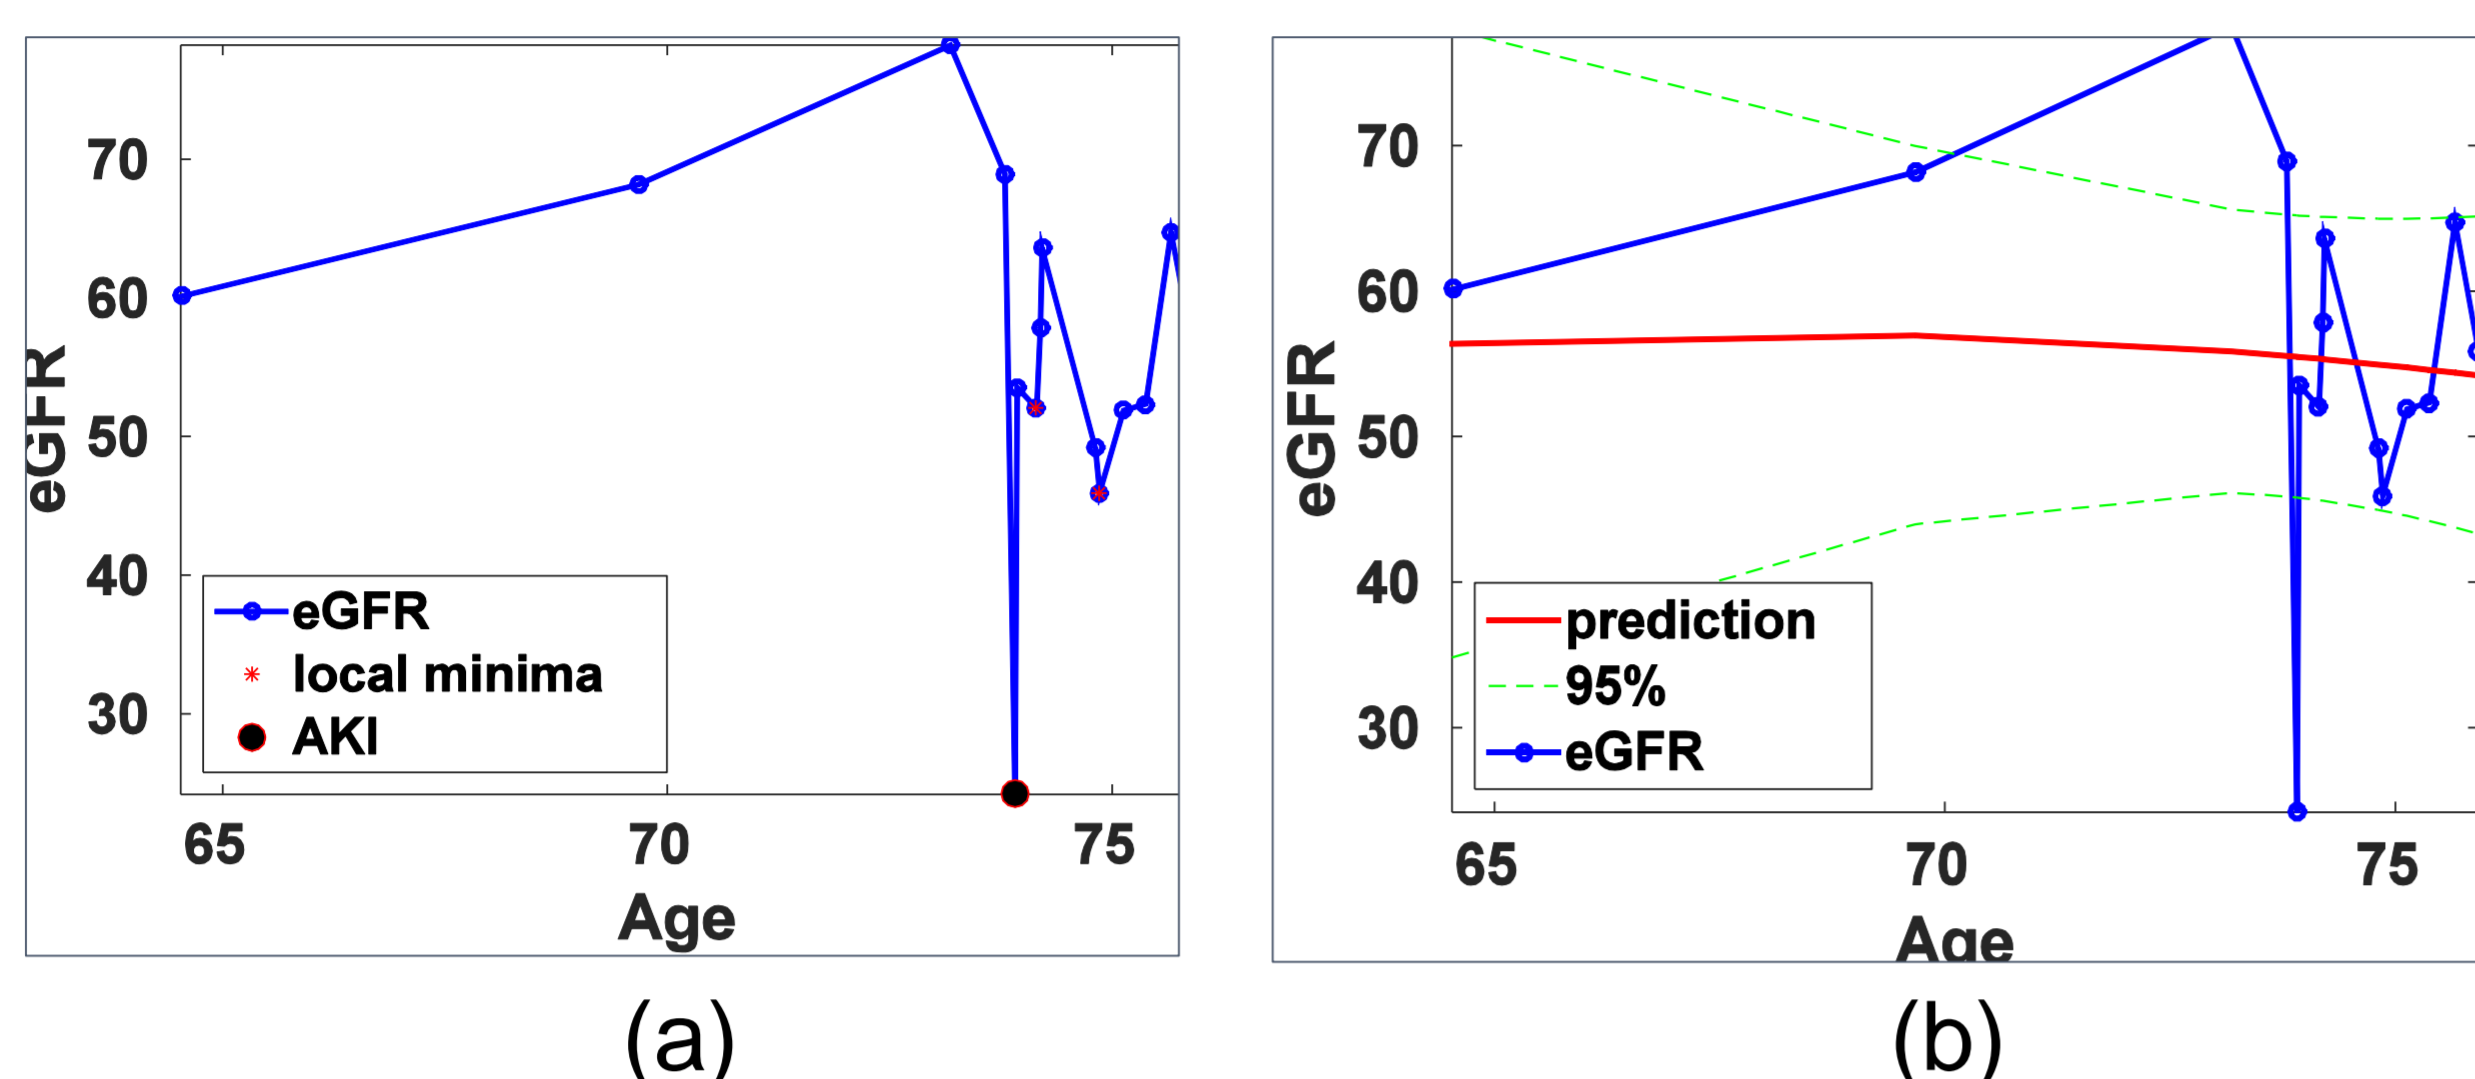 70
60
50
40
30
eGFR
eGFR
local minima
AKI
65 70 75
Age
(a)
70
60
50
40
30
eGFR
prediction
95%
eGFR
65 70 75
Age
(b)